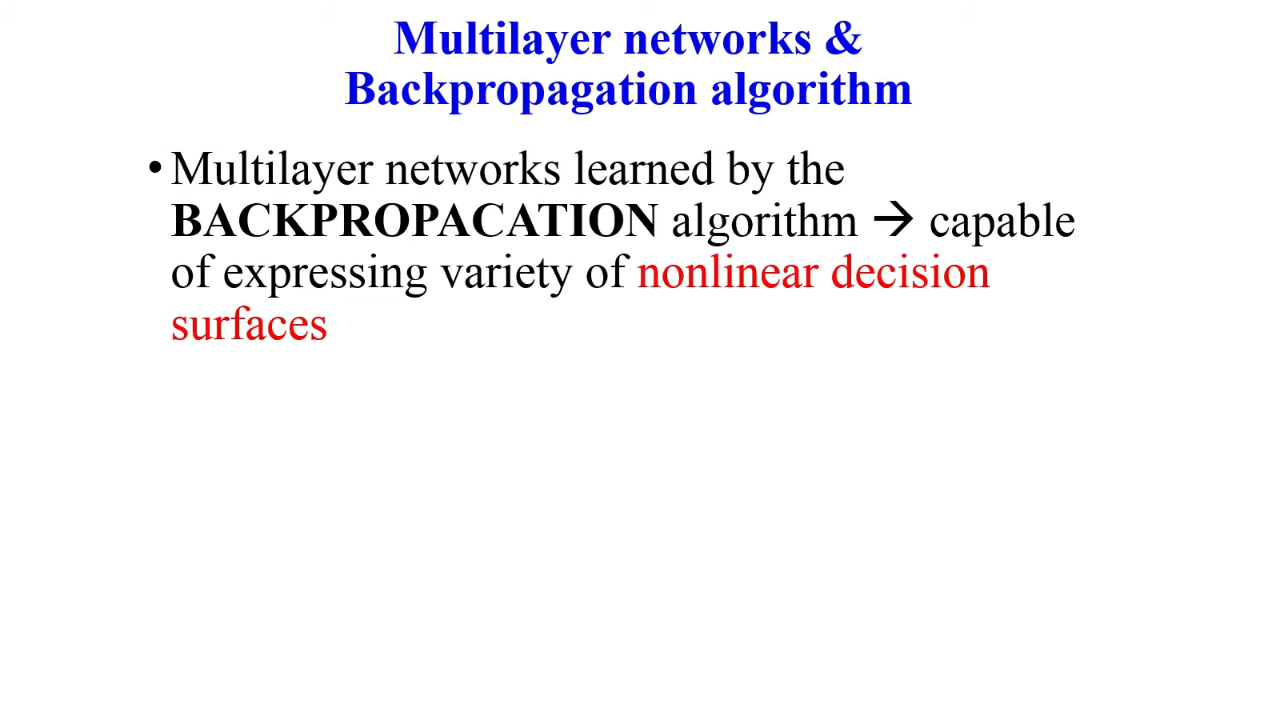 Multilayer networks &
Backpropagation algorithm
• Multilayer networks learned by the
BACKPROPACATION algorithm → capable
of expressing variety of nonlinear decision
surfaces